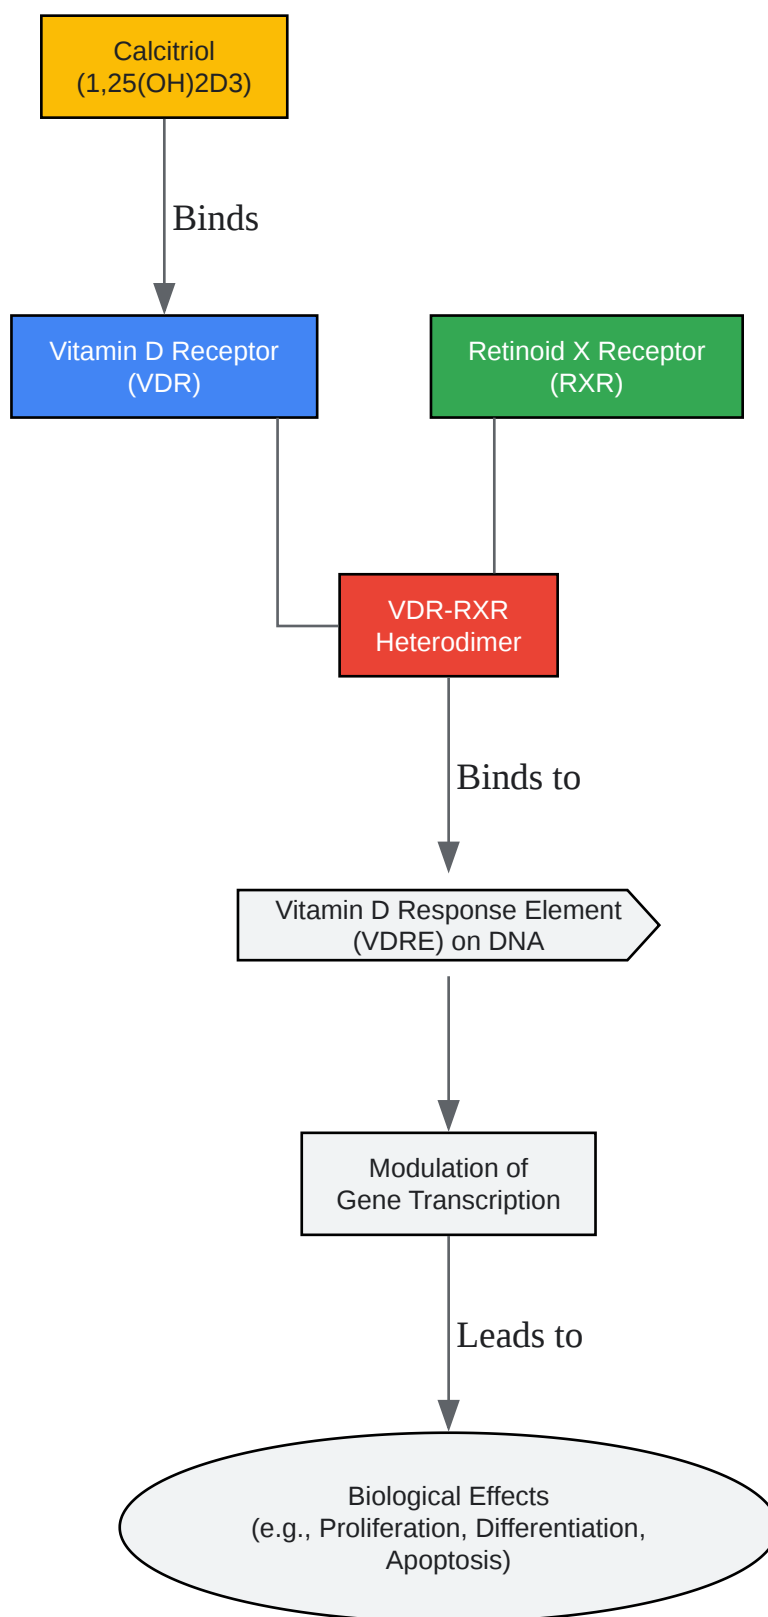 Calcitriol
(1,25(OH)2D3)
Binds
Vitamin D Receptor
(VDR)
Retinoid X Receptor
(RXR)
VDR-RXR
Heterodimer
Binds to
Vitamin D Response Element
(VDRE) on DNA
Modulation of
Gene Transcription
Leads to
Biological Effects
(e.g., Proliferation, Differentiation,
Apoptosis)